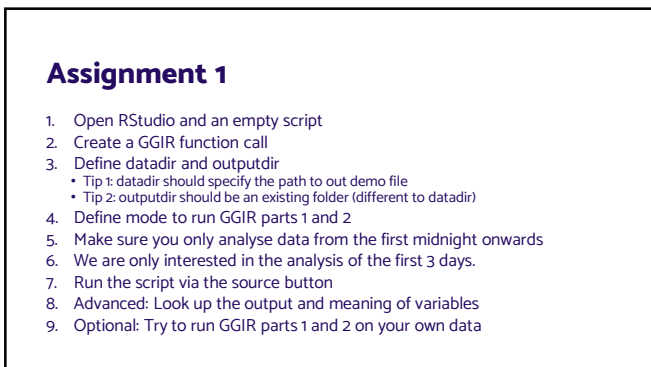 Assignment 1
1. Open RStudio and an empty script
2. Create a GGIR function call
3. Define datadir and outputdir
• Tip 1: datadir should specify the path to out demo file
• Tip 2: outputdir should be an existing folder (different to datadir)
4. Define mode to run GGIR parts 1 and 2
5. Make sure you only analyse data from the first midnight onwards
6. We are only interested in the analysis of the first 3 days.
7. Run the script via the source button
8. Advanced: Look up the output and meaning of variables
9. Optional: Try to run GGIR parts 1 and 2 on your own data